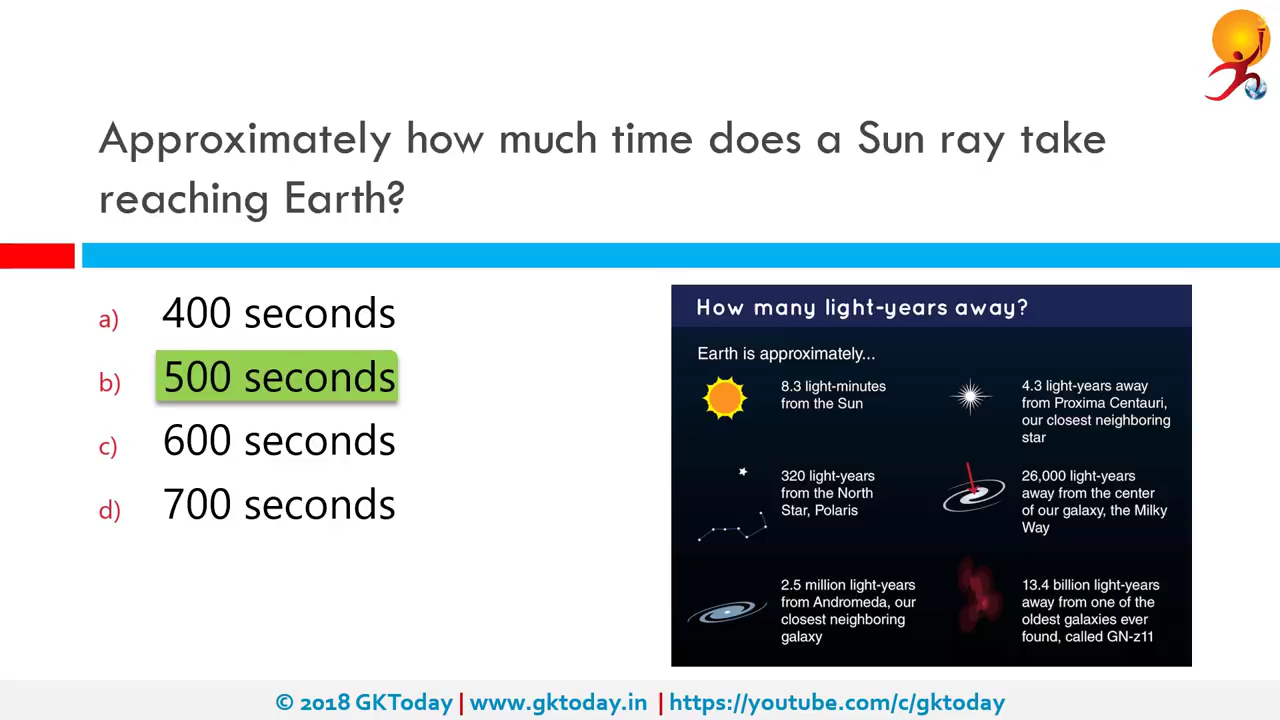 Approximately how much time does a Sun ray take
reaching Earth?
a) 400 seconds
b) 500 seconds
c) 600 seconds
d) 700 seconds
How many light-years away?
Earth is approximately...
8.3 light-minutes
from the Sun
4.3 light-years away
from Proxima Centauri,
our closest neighboring
star
320 light-years
from the North
Star, Polaris
26,000 light-years
away from the center
of our galaxy, the Milky
Way
2.5 million light-years
from Andromeda, our
closest neighboring
galaxy
13.4 billion light-years
away from one of the
oldest galaxies ever
found, called GN-z11
© 2018 GKToday | www.gktoday.in | https://youtube.com/c/gktoday